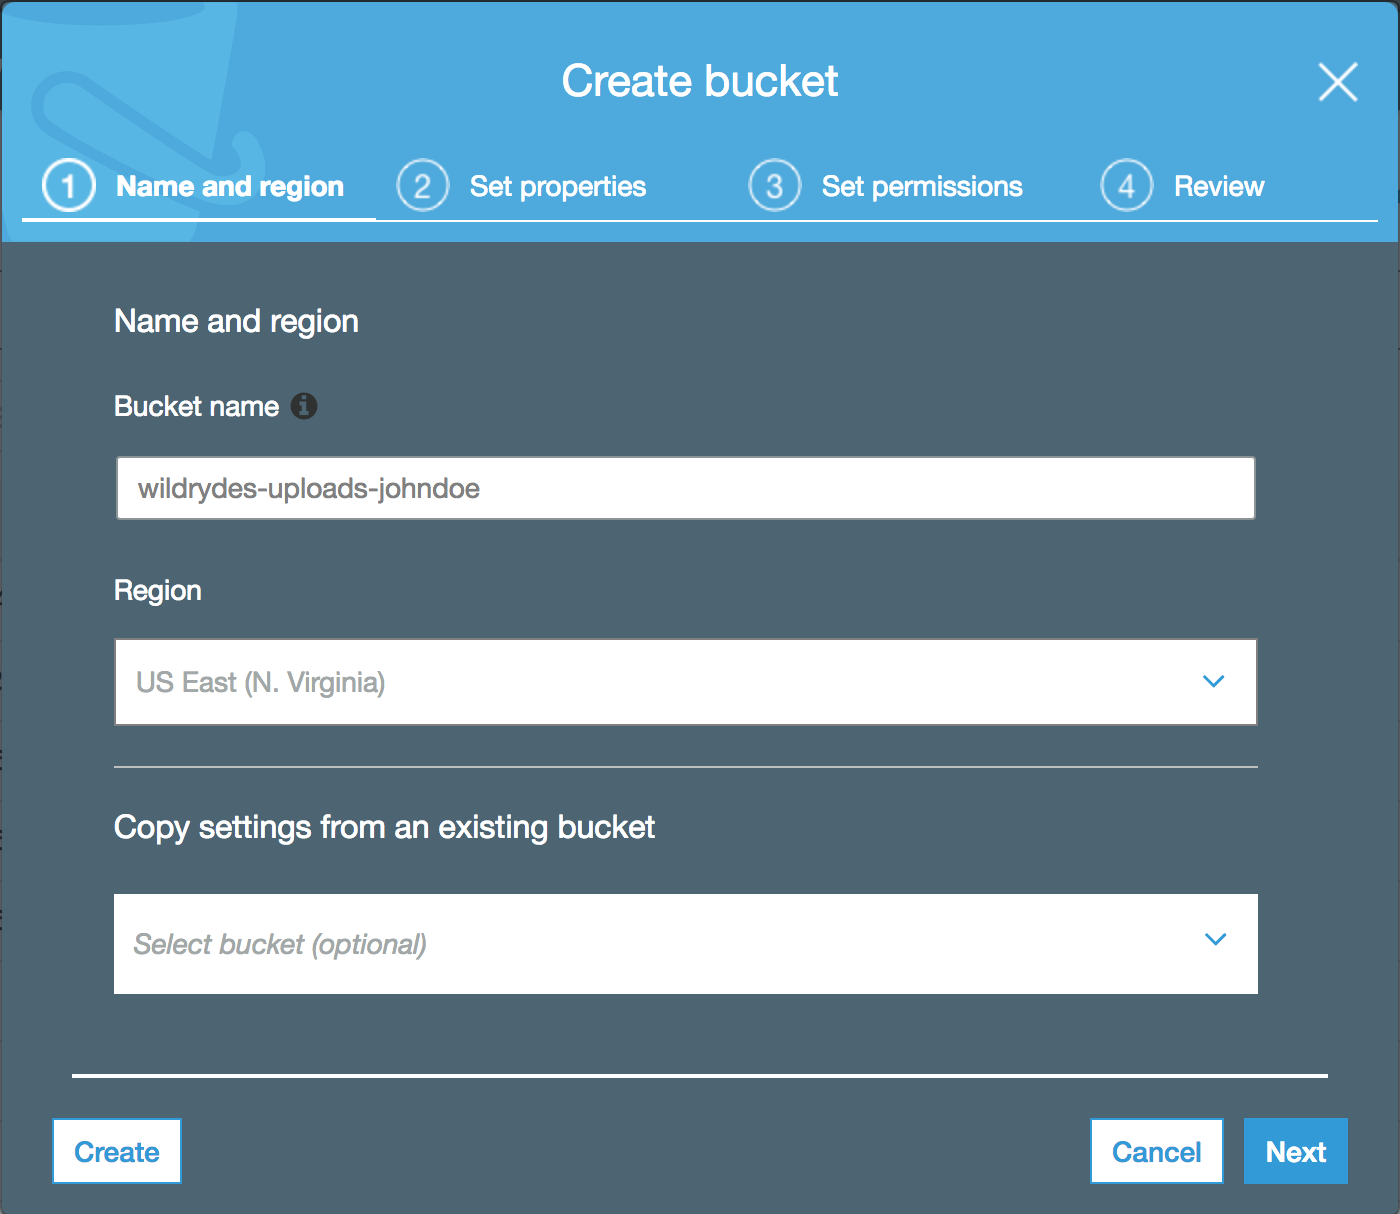 Create bucket
1 Name and region 2 Set properties 3 Set permissions 4 Review
Name and region
Bucket name
wildrydes-uploads-johndoe
Region
US East (N. Virginia)
Copy settings from an existing bucket
Select bucket (optional)
Create Cancel Next